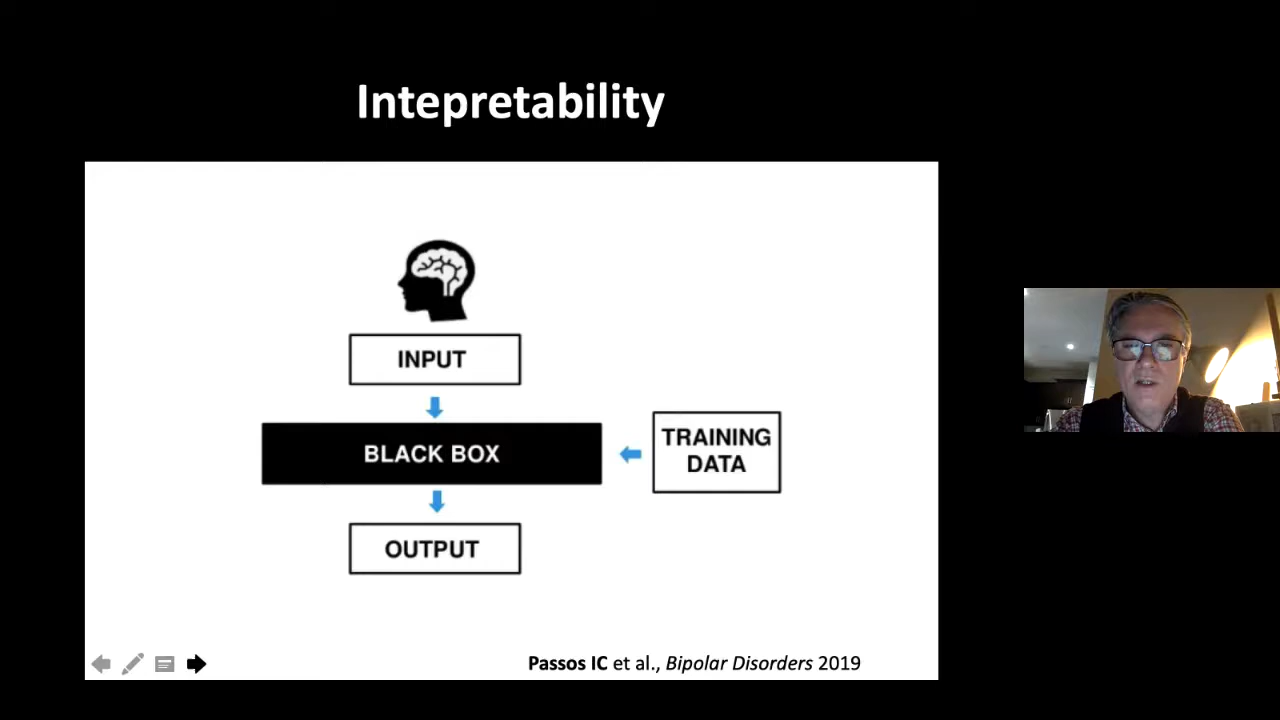 Intepretability
INPUT
BLACK BOX
TRAINING
DATA
OUTPUT
Passos IC et al., Bipolar Disorders 2019